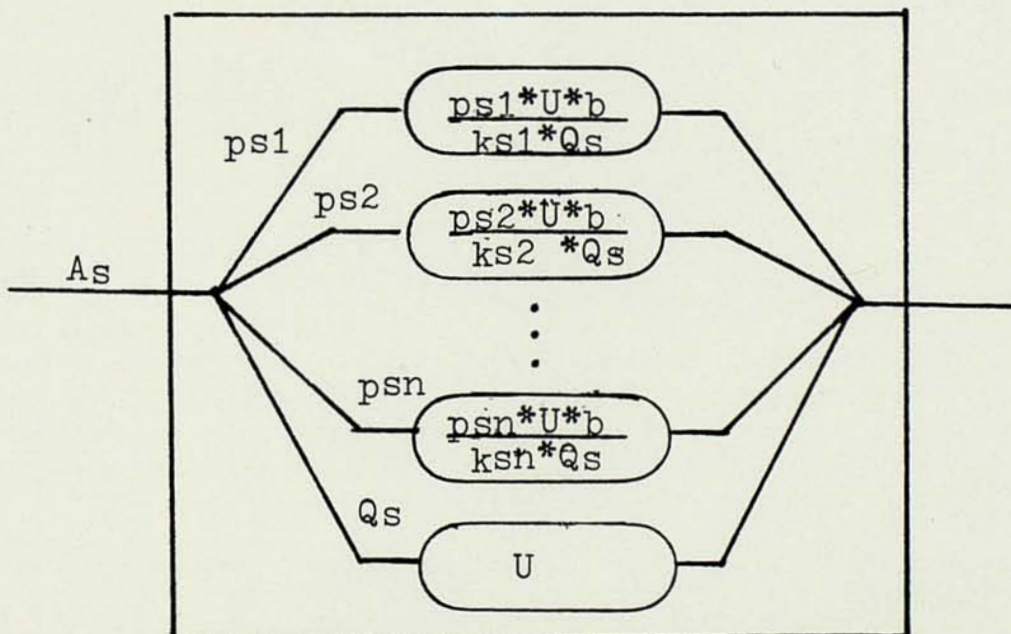 ps1*U*b
ks1*Qs
ps1
ps2
ps2*U*b
ks2 *Qs
As
psn
psn*U*b
ksn*Qs
Qs
U